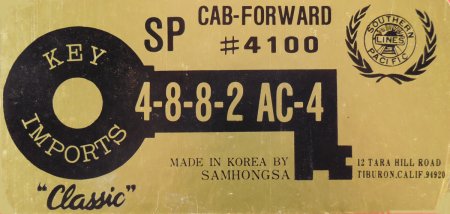 CAB-FORWARD
SP #4100
SOUTHERN
LINES
PACIFIC
KEY
IMPORTS
4-8-8-2 AC-4
"Classic"
MADE IN KOREA BY
SAMHONGSA
12 TARA HILL ROAD
TIBURON.CALIF.94920